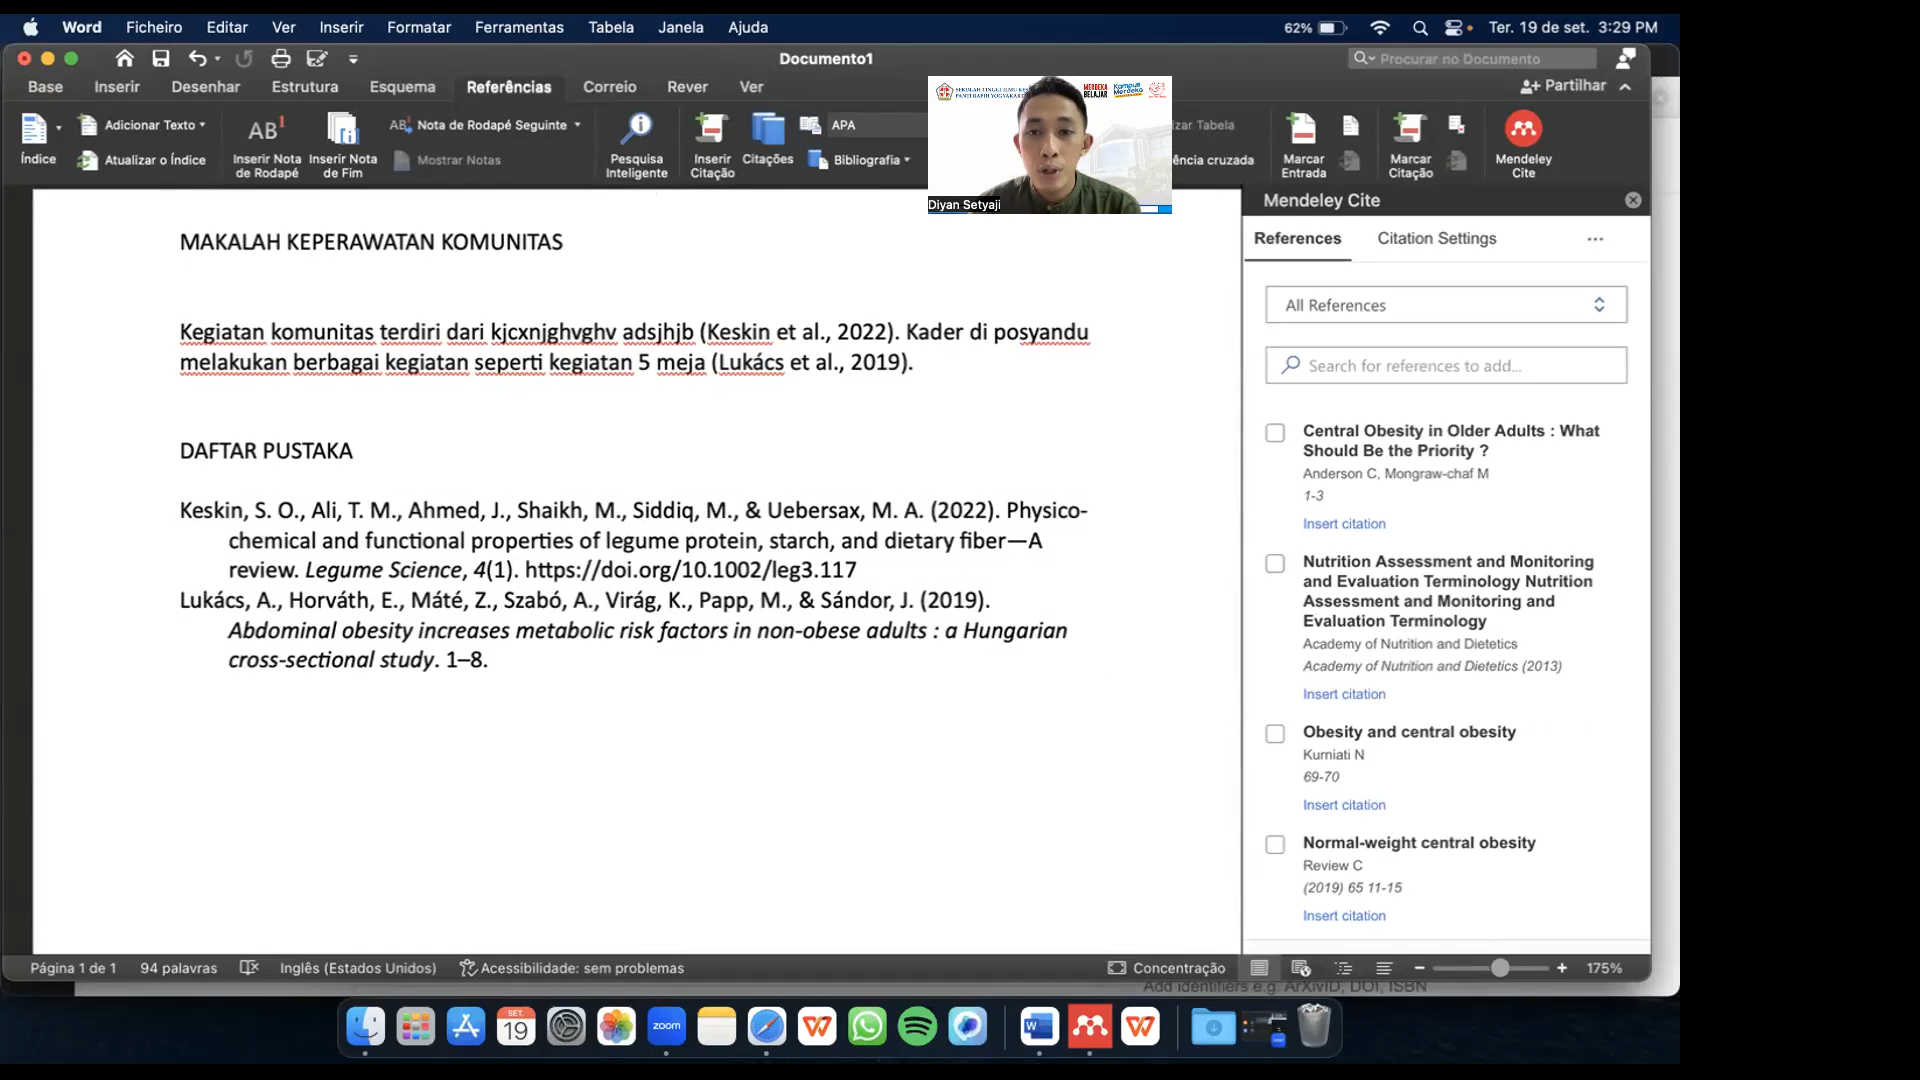 Word Ficheiro Editar Ver Inserir Formatar Ferramentas Tabela Janela Ajuda 62% Ter. 19 de set. 3:29 PM
Documento1 Procurar no Documento
Base Inserir Desenhar Estrutura Esquema Referências Correio Rever Ver Partilhar
Índice
Adicionar Texto
Atualizar o Índice
AB1
Inserir Nota de Rodapé
Inserir Nota de Fim
AB Nota de Rodapé Seguinte
Mostrar Notas
Pesquisa Inteligente
Inserir Citação
Citações
APA
Bibliografia
izar Tabela
ência cruzada
Marcar Entrada
Marcar Citação
Mendeley Cite
MERDEKA BELAJAR
Kampus Merdeka
Diyan Setyaji
MAKALAH KEPERAWATAN KOMUNITAS
Kegiatan komunitas terdiri dari kjcxnjghvghv adsjhjb (Keskin et al., 2022). Kader di posyandu
melakukan berbagai kegiatan seperti kegiatan 5 meja (Lukács et al., 2019).
DAFTAR PUSTAKA
Keskin, S. O., Ali, T. M., Ahmed, J., Shaikh, M., Siddiq, M., & Uebersax, M. A. (2022). Physico-
chemical and functional properties of legume protein, starch, and dietary fiber—A
review. Legume Science, 4(1). https://doi.org/10.1002/leg3.117
Lukács, A., Horváth, E., Máté, Z., Szabó, A., Virág, K., Papp, M., & Sándor, J. (2019).
Abdominal obesity increases metabolic risk factors in non-obese adults : a Hungarian
cross-sectional study. 1–8.
Mendeley Cite
References Citation Settings
All References
Search for references to add...
Central Obesity in Older Adults : What
Should Be the Priority ?
Anderson C, Mongraw-chaf M
1-3
Insert citation
Nutrition Assessment and Monitoring
and Evaluation Terminology Nutrition
Assessment and Monitoring and
Evaluation Terminology
Academy of Nutrition and Dietetics
Academy of Nutrition and Dietetics (2013)
Insert citation
Obesity and central obesity
Kurniati N
69-70
Insert citation
Normal-weight central obesity
Review C
(2019) 65 11-15
Insert citation
Página 1 de 1 94 palavras Inglês (Estados Unidos) Acessibilidade: sem problemas Concentração 175%
Add identifiers e.g. ArXivID, DOI, ISBN
SET.
19
zoom